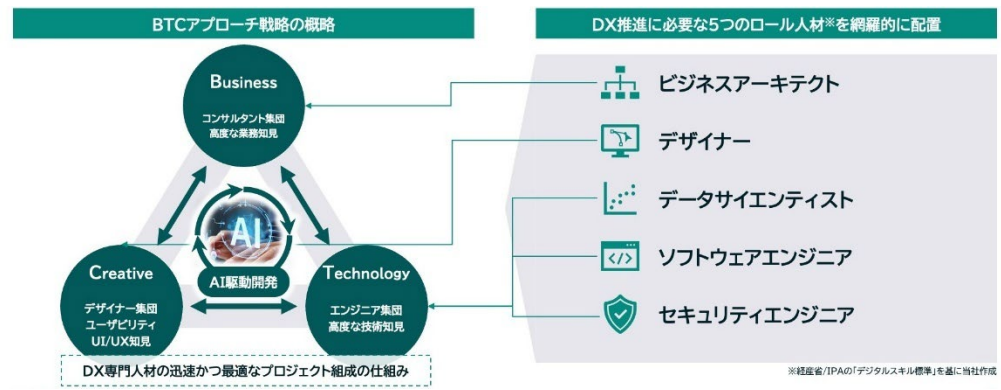 BTCアプローチ戦略の概略
Business
コンサルタント集団
高度な業務知見
AI
AI駆動開発
Creative
デザイナー集団
ユーザビリティ
UI/UX知見
Technology
エンジニア集団
高度な技術知見
DX専門人材の迅速かつ最適なプロジェクト組成の仕組み
DX推進に必要な5つのロール人材※を網羅的に配置
ビジネスアーキテクト
デザイナー
データサイエンティスト
</>
ソフトウェアエンジニア
セキュリティエンジニア
※経産省/IPAの「デジタルスキル標準」を基に当社作成